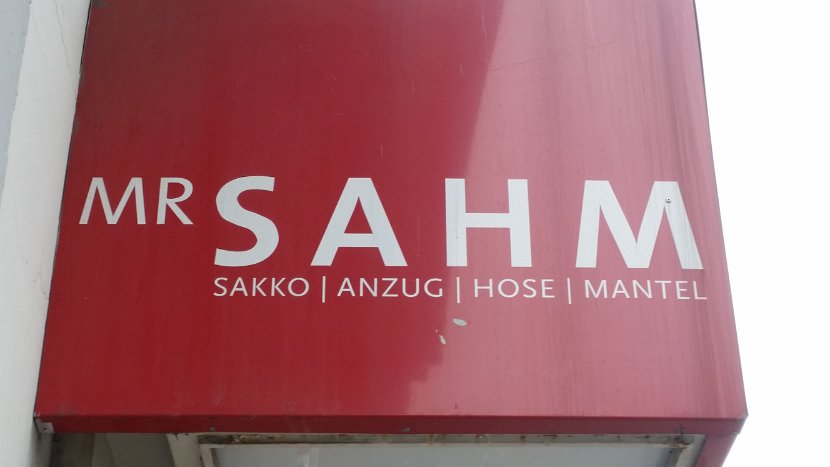 MR SAHM
SAKKO | ANZUG | HOSE | MANTEL